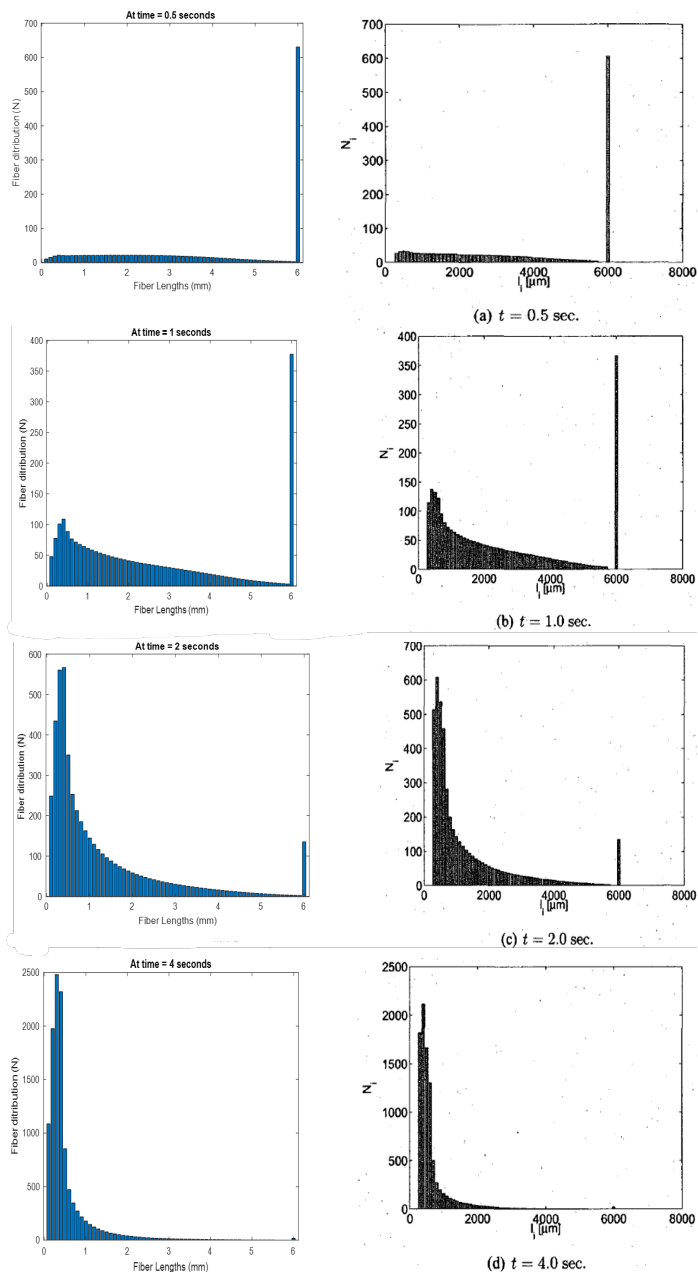 At time = 0.5 seconds
700
600
500
400
300
200
100
0
0 1 2 3 4 5 6
Fiber ditribution (N)
Fiber Lengths (mm)
700
600
500
400
300
200
100
0
0 2000 4000 6000 8000
N_i
l_i [μm]
(a) t = 0.5 sec.
At time = 1 seconds
400
350
300
250
200
150
100
50
0
0 1 2 3 4 5 6
Fiber ditribution (N)
Fiber Lengths (mm)
400
350
300
250
200
150
100
50
0
0 2000 4000 6000 8000
N_i
l_i [μm]
(b) t = 1.0 sec.
At time = 2 seconds
600
500
400
300
200
100
0
0 1 2 3 4 5 6
Fiber ditribution (N)
Fiber Lengths (mm)
700
600
500
400
300
200
100
0
0 2000 4000 6000 8000
N_i
l_i [μm]
(c) t = 2.0 sec.
At time = 4 seconds
2500
2000
1500
1000
500
0
0 1 2 3 4 5 6
Fiber ditribution (N)
Fiber Lengths (mm)
2500
2000
1500
1000
500
0
0 2000 4000 6000 8000
N_i
l_i [μm]
(d) t = 4.0 sec.